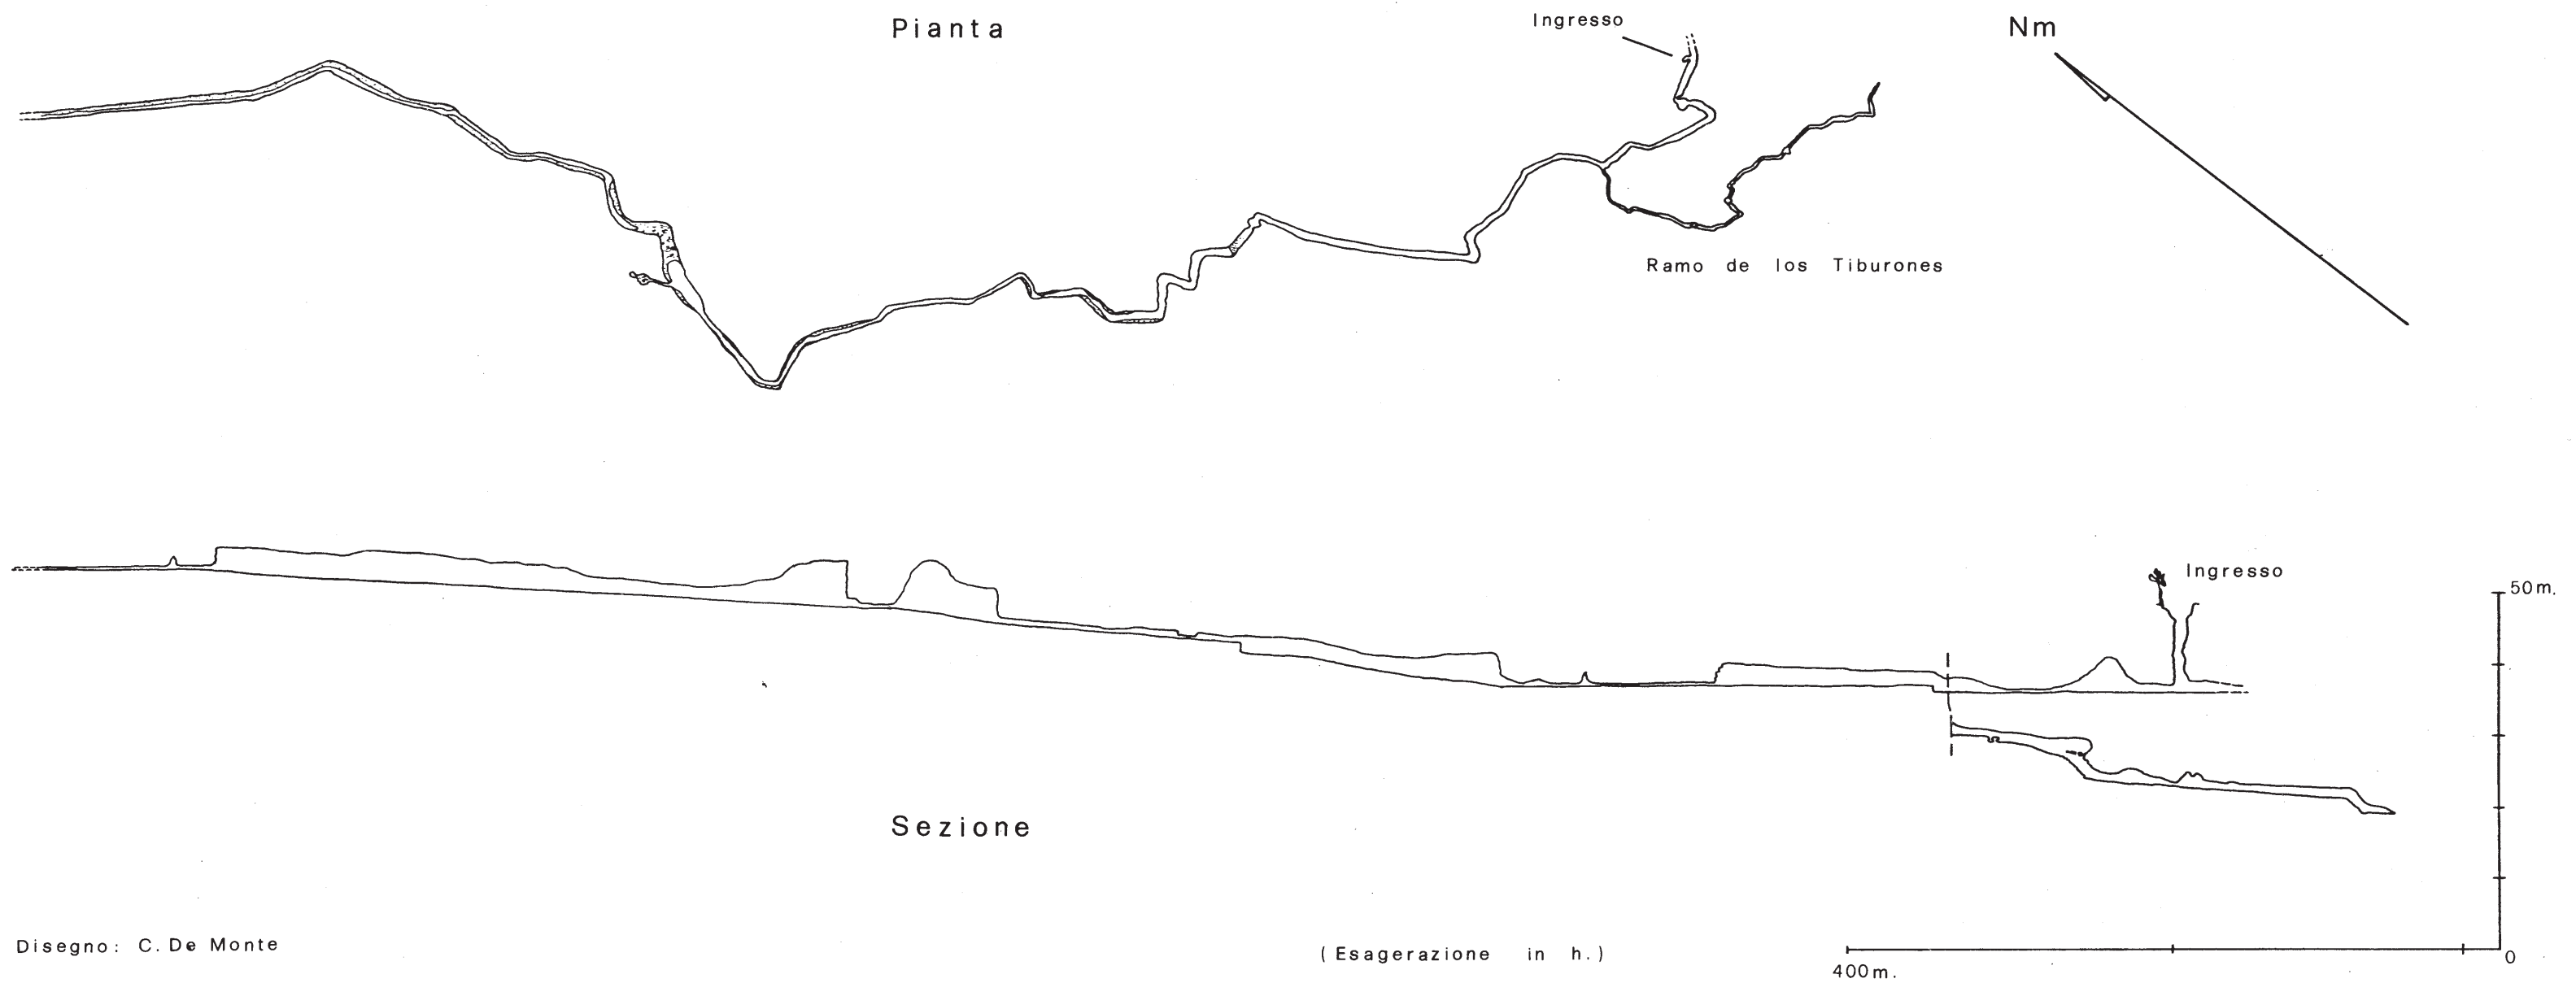 Pianta
Ingresso
Nm
Ramo de los Tiburones
Ingresso
50m.
Sezione
Disegno: C. De Monte
(Esagerazione in h.)
400m.
0